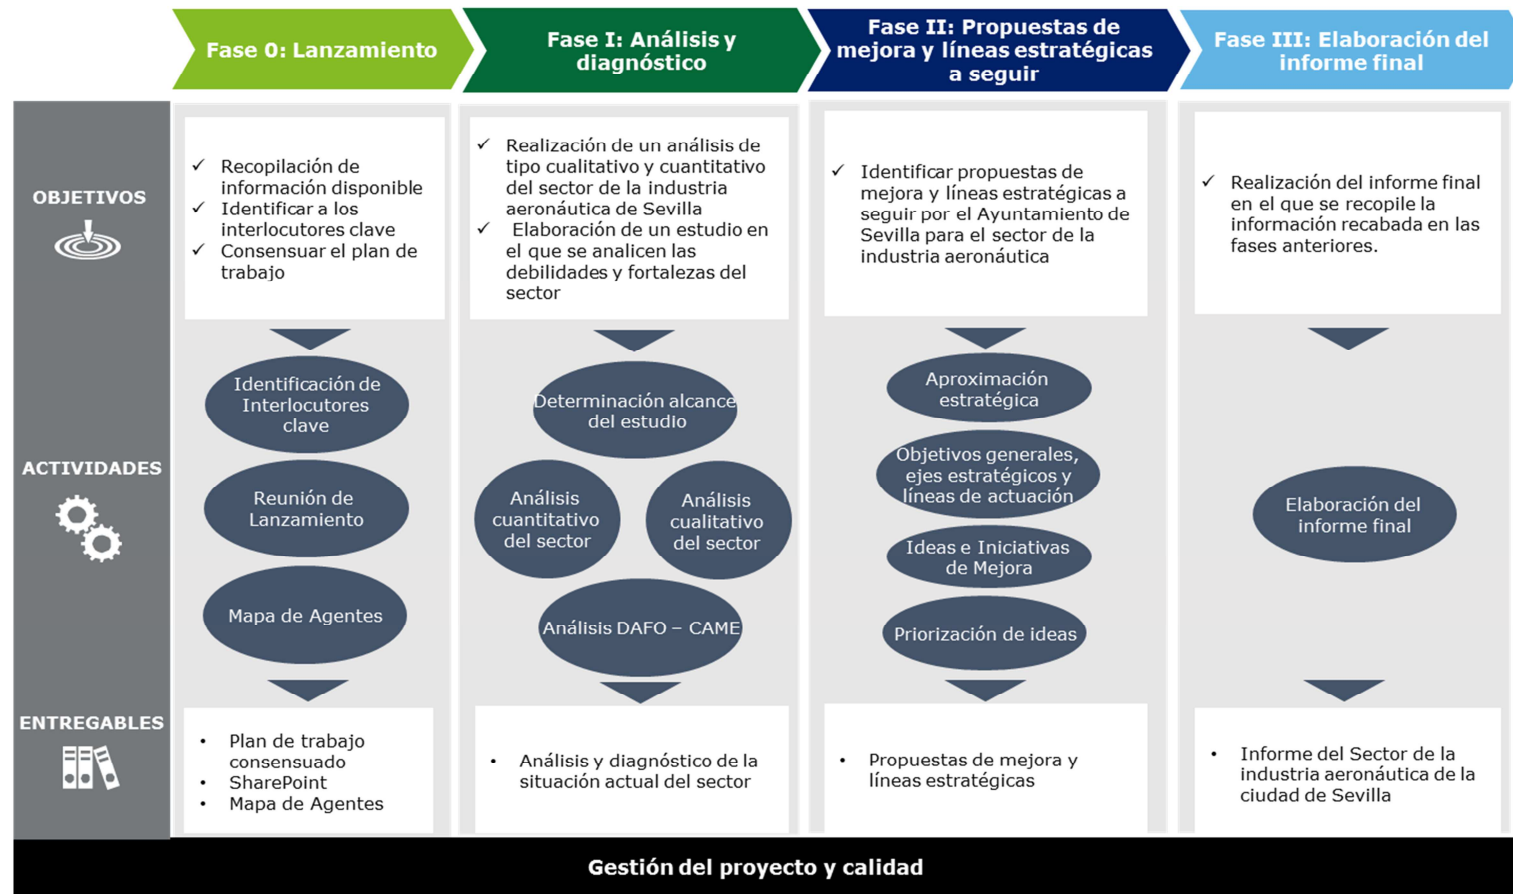 Fase 0: Lanzamiento
Fase I: Análisis y
diagnóstico
Fase II: Propuestas de
mejora y líneas estratégicas
a seguir
Fase III: Elaboración del
informe final
OBJETIVOS
✓ Recopilación de
información disponible
✓ Identificar a los
interlocutores clave
✓ Consensuar el plan de
trabajo
✓ Realización de un análisis de
tipo cualitativo y cuantitativo
del sector de la industria
aeronáutica de Sevilla
✓ Elaboración de un estudio en
el que se analicen las
debilidades y fortalezas del
sector
✓ Identificar propuestas de
mejora y líneas estratégicas a
seguir por el Ayuntamiento de
Sevilla para el sector de la
industria aeronáutica
✓ Realización del informe final
en el que se recopile la
información recabada en las
fases anteriores.
ACTIVIDADES
Identificación de
Interlocutores
clave
Reunión de
Lanzamiento
Mapa de Agentes
Determinación alcance
del estudio
Análisis
cuantitativo
del sector
Análisis
cualitativo
del sector
Análisis DAFO – CAME
Aproximación
estratégica
Objetivos generales,
ejes estratégicos y
líneas de actuación
Ideas e Iniciativas
de Mejora
Priorización de ideas
Elaboración del
informe final
ENTREGABLES
• Plan de trabajo
consensuado
• SharePoint
• Mapa de Agentes
• Análisis y diagnóstico de la
situación actual del sector
• Propuestas de mejora y
líneas estratégicas
• Informe del Sector de la
industria aeronáutica de la
ciudad de Sevilla
Gestión del proyecto y calidad